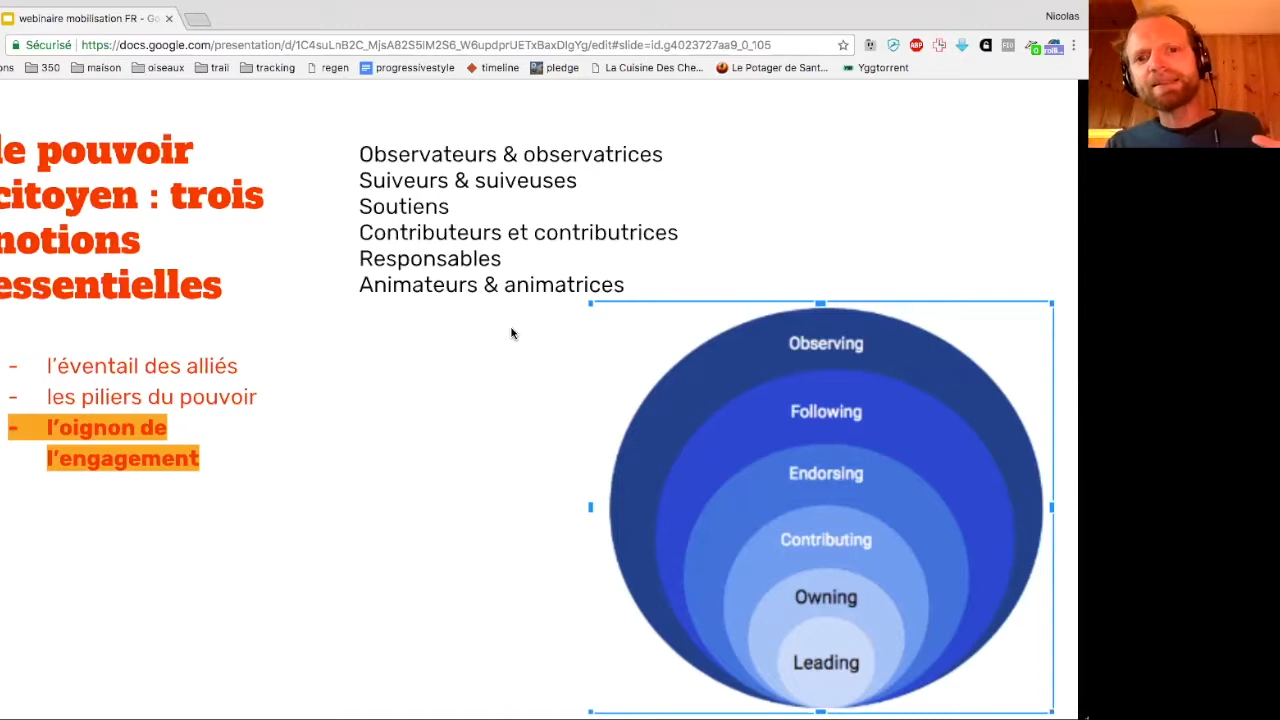 webinaire mobilisation FR - Go
Nicolas
Sécurisé
https://docs.google.com/presentation/d/1C4suLnB2C_MjsA82S5lM2S6_W6updprUETxBaxDIgYg/edit#slide=id.g4023727aa9_0_105
ons 350 maison oiseaux trail tracking regen progressivestyle timeline pledge La Cuisine Des Che... Le Potager de Sant... Yggtorrent
le pouvoir
citoyen : trois
notions
essentielles
- l'éventail des alliés
- les piliers du pouvoir
- l'oignon de
l'engagement
Observateurs & observatrices
Suiveurs & suiveuses
Soutiens
Contributeurs et contributrices
Responsables
Animateurs & animatrices
Observing
Following
Endorsing
Contributing
Owning
Leading